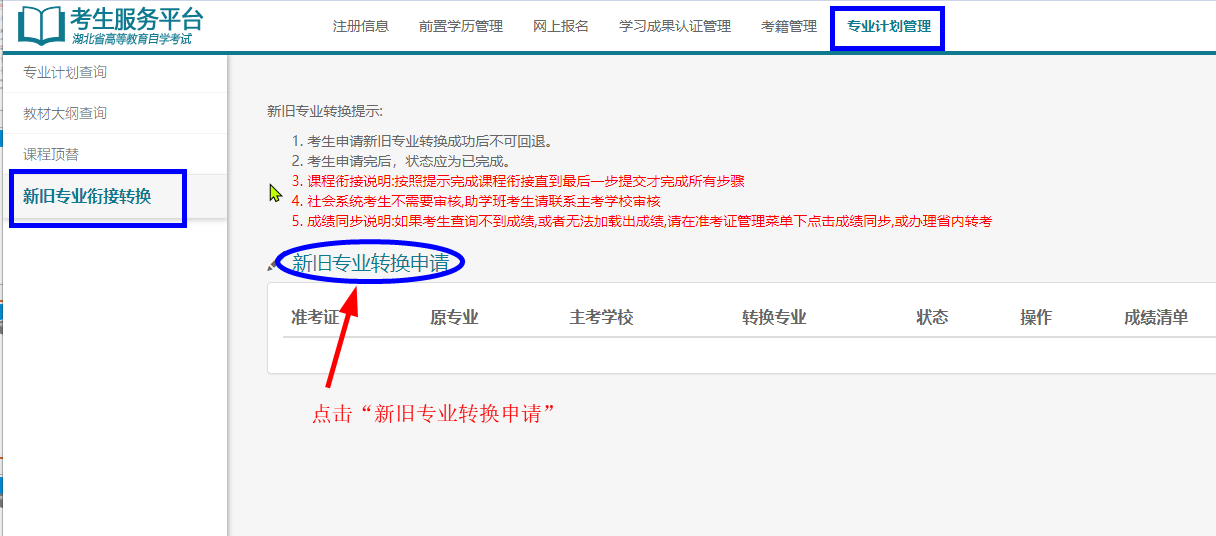 考生服务平台
湖北省高等教育自学考试
注册信息 前置学历管理 网上报名 学习成果认证管理 考籍管理 专业计划管理
专业计划查询
教材大纲查询
课程顶替
新旧专业衔接转换
新旧专业转换提示:
1. 考生申请新旧专业转换成功后不可回退。
2. 考生申请完后，状态应为已完成。
3. 课程衔接说明:按照提示完成课程衔接直到最后一步提交才完成所有步骤
4. 社会系统考生不需要审核,助学班考生请联系主考学校审核
5. 成绩同步说明:如果考生查询不到成绩,或者无法加载出成绩,请在准考证管理菜单下点击成绩同步,或办理省内转考
新旧专业转换申请
准考证 原专业 主考学校 转换专业 状态 操作 成绩清单
点击“新旧专业转换申请”